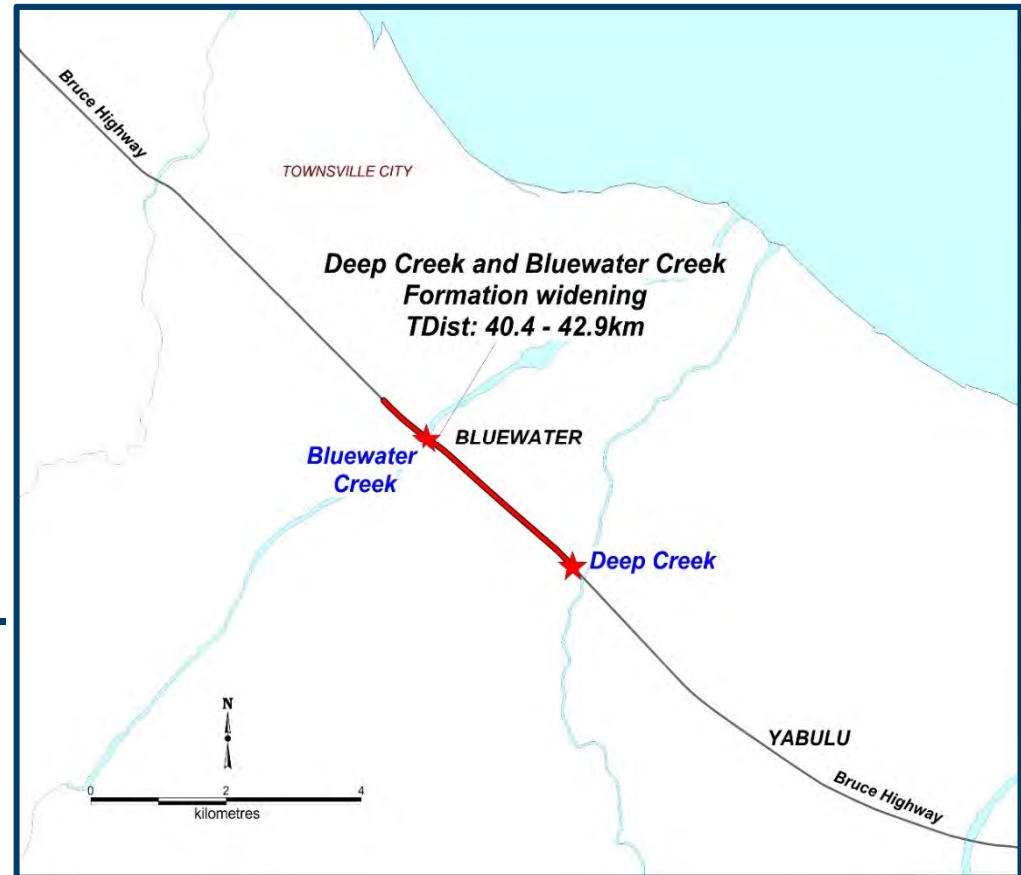 Bruce Highway
TOWNSVILLE CITY
Deep Creek and Bluewater Creek
Formation widening
TDist: 40.4 - 42.9km
BLUEWATER
Bluewater
Creek
Deep Creek
N
YABULU
Bruce Highway
0 2 4
kilometres